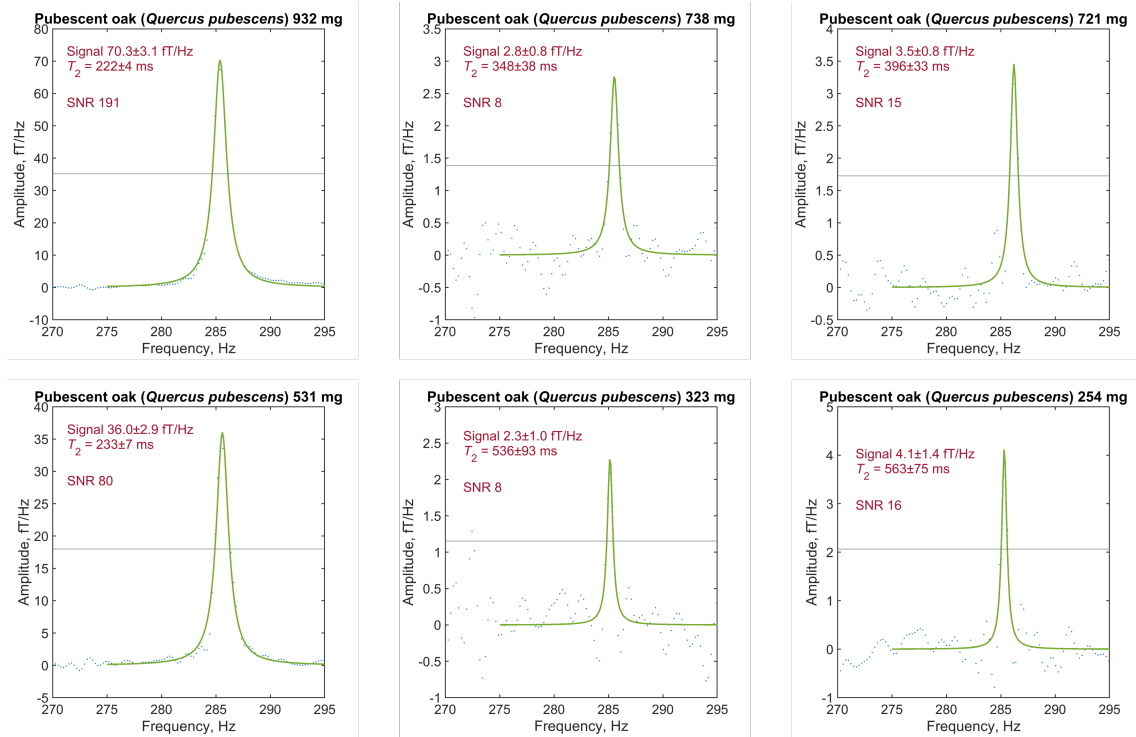 Pubescent oak (Quercus pubescens) 932 mg
80
70
60
50
40
30
20
10
0
-10
Signal 70.3±3.1 fT/Hz
T2 = 222±4 ms
SNR 191
Amplitude, fT/Hz
270 275 280 285 290 295
Frequency, Hz
Pubescent oak (Quercus pubescens) 738 mg
3.5
3
2.5
2
1.5
1
0.5
0
-0.5
-1
Signal 2.8±0.8 fT/Hz
T2 = 348±38 ms
SNR 8
Amplitude, fT/Hz
270 275 280 285 290 295
Frequency, Hz
Pubescent oak (Quercus pubescens) 721 mg
4
3.5
3
2.5
2
1.5
1
0.5
0
-0.5
Signal 3.5±0.8 fT/Hz
T2 = 396±33 ms
SNR 15
Amplitude, fT/Hz
270 275 280 285 290 295
Frequency, Hz
Pubescent oak (Quercus pubescens) 531 mg
40
35
30
25
20
15
10
5
0
-5
Signal 36.0±2.9 fT/Hz
T2 = 233±7 ms
SNR 80
Amplitude, fT/Hz
270 275 280 285 290 295
Frequency, Hz
Pubescent oak (Quercus pubescens) 323 mg
3
2.5
2
1.5
1
0.5
0
-0.5
-1
Signal 2.3±1.0 fT/Hz
T2 = 536±93 ms
SNR 8
Amplitude, fT/Hz
270 275 280 285 290 295
Frequency, Hz
Pubescent oak (Quercus pubescens) 254 mg
5
4
3
2
1
0
-1
Signal 4.1±1.4 fT/Hz
T2 = 563±75 ms
SNR 16
Amplitude, fT/Hz
270 275 280 285 290 295
Frequency, Hz